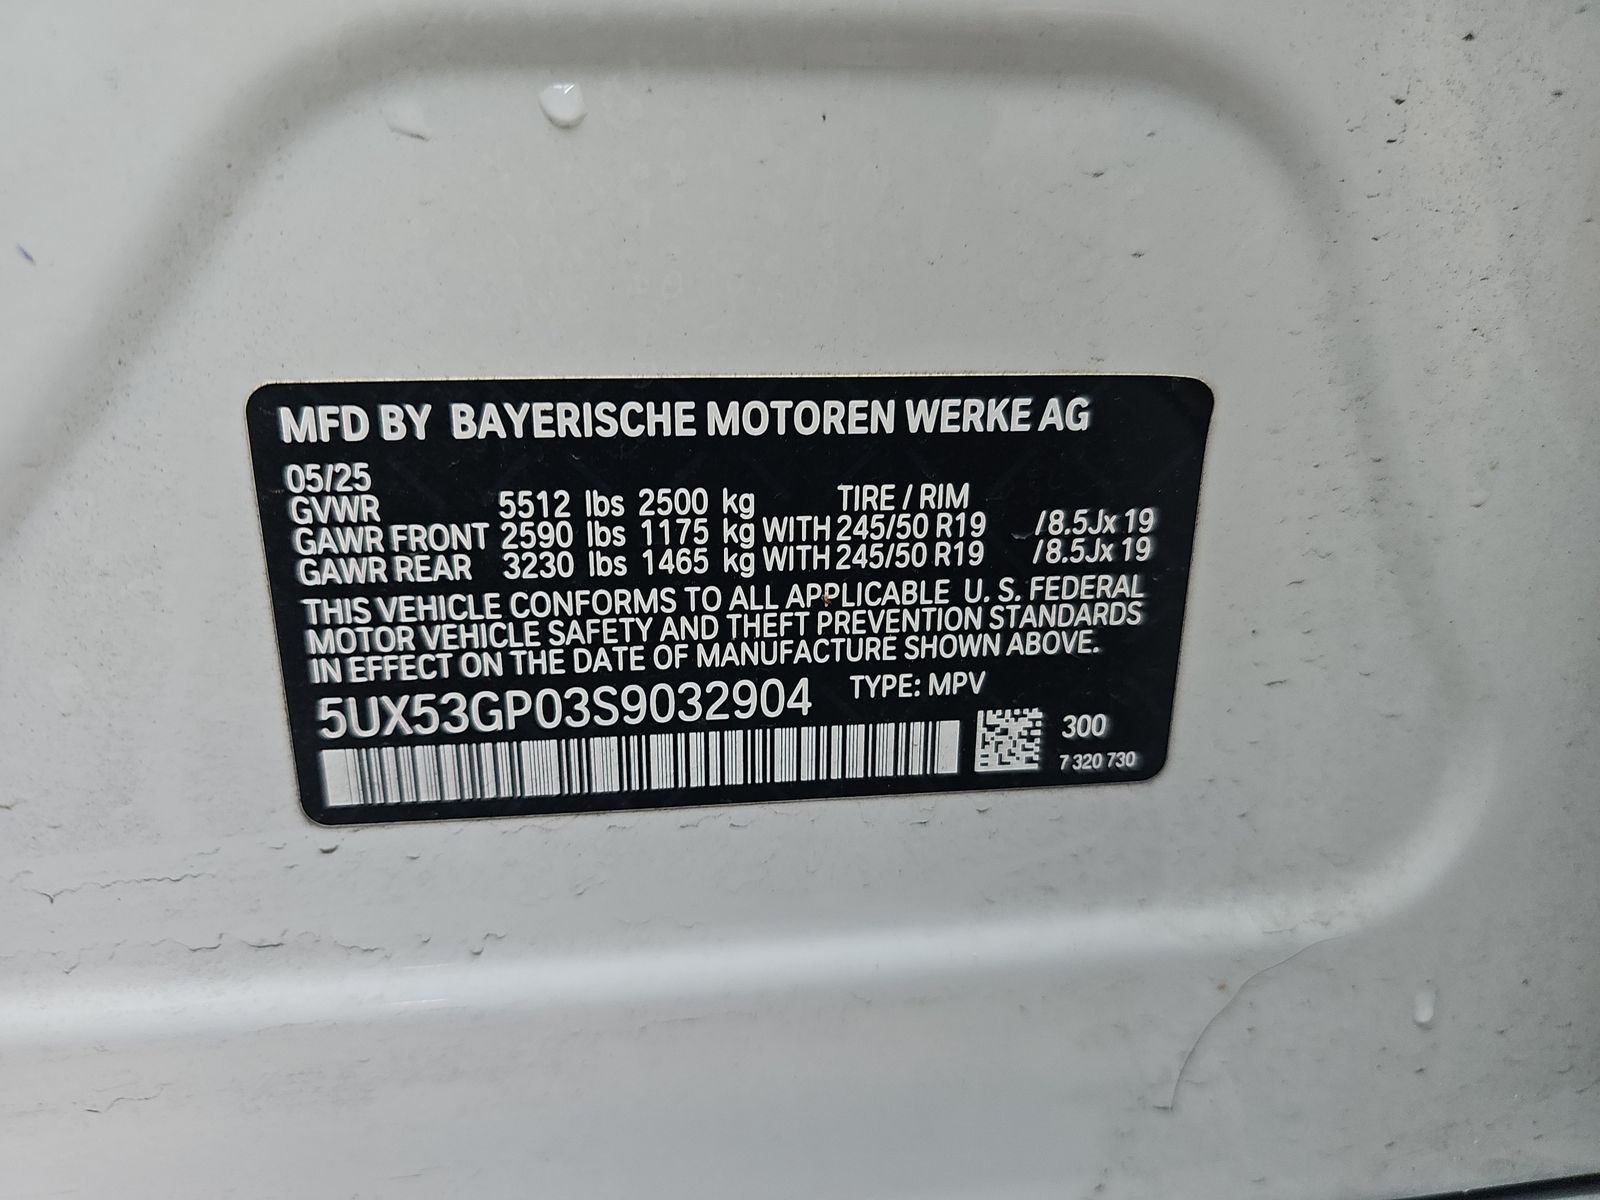 MFD BY BAYERISCHE MOTOREN WERKE AG
05/25
GVWR 5512 lbs 2500 kg TIRE / RIM
GAWR FRONT 2590 lbs 1175 kg WITH 245/50 R19 /8.5Jx 19
GAWR REAR 3230 lbs 1465 kg WITH 245/50 R19 /8.5Jx 19
THIS VEHICLE CONFORMS TO ALL APPLICABLE U. S. FEDERAL
MOTOR VEHICLE SAFETY AND THEFT PREVENTION STANDARDS
IN EFFECT ON THE DATE OF MANUFACTURE SHOWN ABOVE.
5UX53GP03S9032904 TYPE: MPV
300
7 320 730